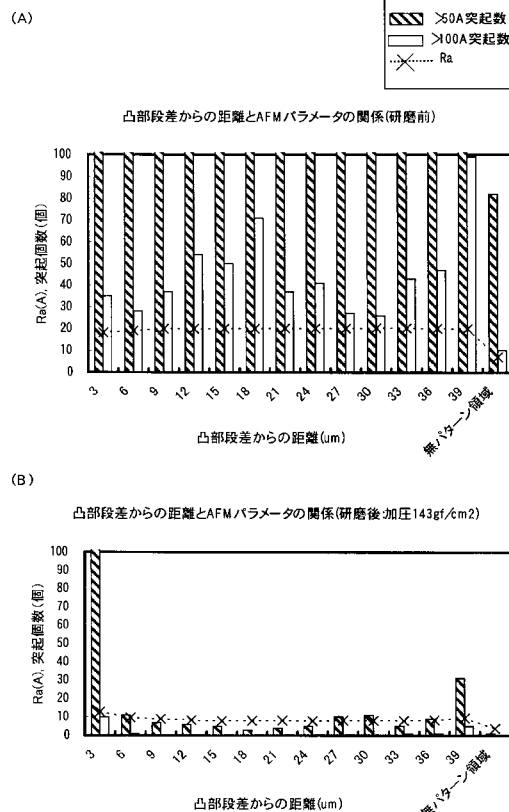 (A)
>50A突起数
>100A突起数
Ra
凸部段差からの距離とAFMパラメータの関係(研磨前)
Ra(A), 突起個数(個)
100
90
80
70
60
50
40
30
20
10
0
3 6 9 12 15 18 21 24 27 30 33 36 39 無パターン領域
凸部段差からの距離(um)
(B)
凸部段差からの距離とAFMパラメータの関係(研磨後:加圧143gf/cm2)
Ra(A), 突起個数(個)
100
90
80
70
60
50
40
30
20
10
0
3 6 9 12 15 18 21 24 27 30 33 36 39 無パターン領域
凸部段差からの距離(um)